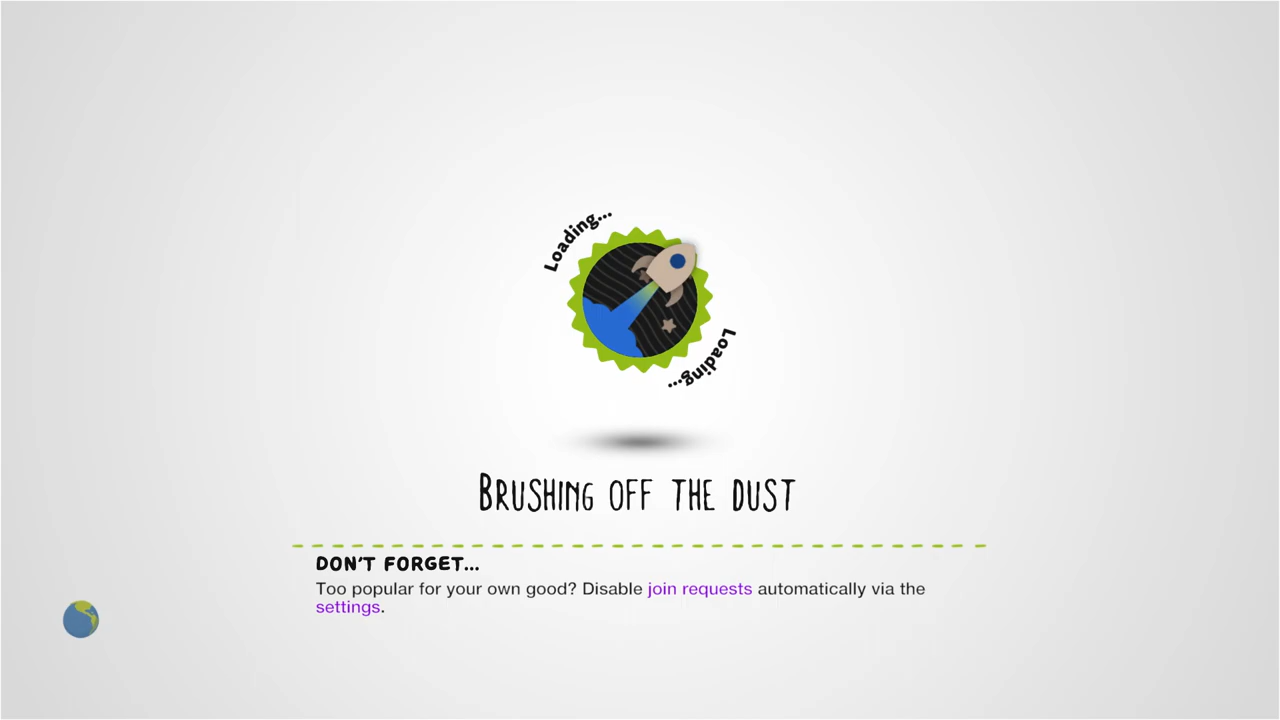 Loading...
Loading...
Brushing off the dust
DON'T FORGET...
Too popular for your own good? Disable join requests automatically via the
settings.